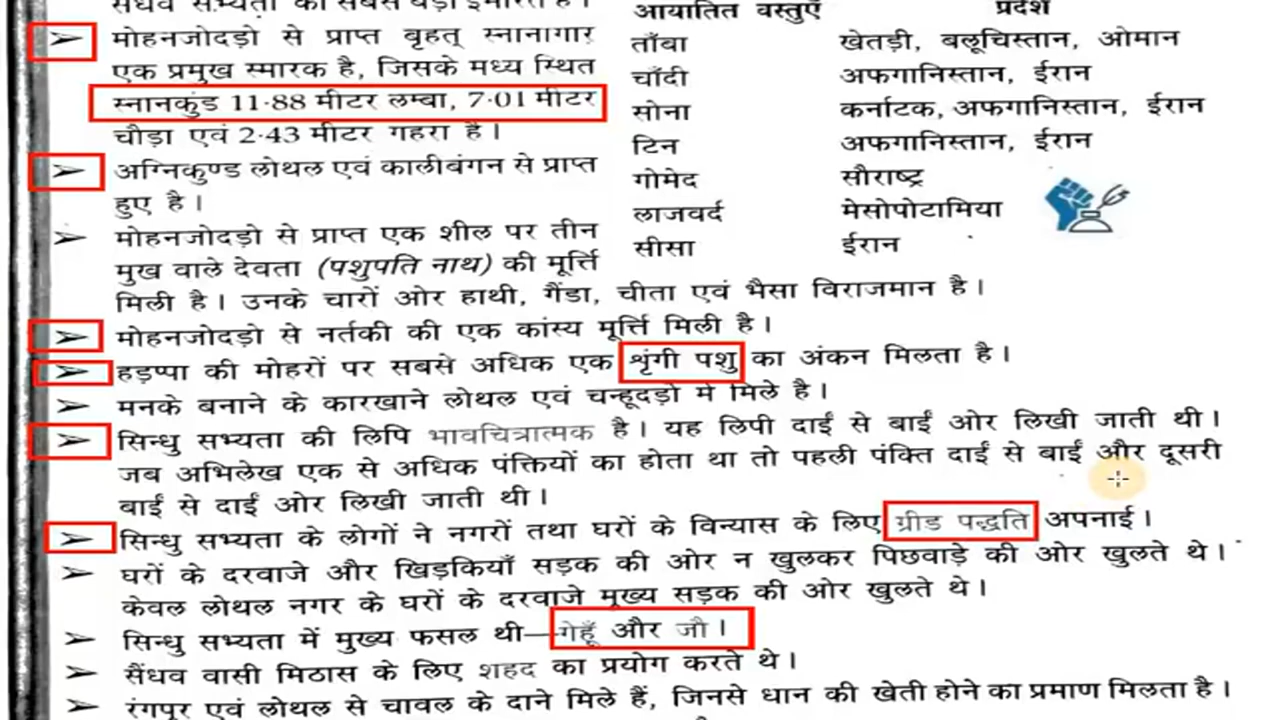 सैंधव सभ्यता की सबसे बड़ी इमारत है।
➢ मोहनजोदड़ो से प्राप्त बृहत् स्नानागार
एक प्रमुख स्मारक है, जिसके मध्य स्थित
स्नानकुंड 11·88 मीटर लम्बा, 7·01 मीटर
चौड़ा एवं 2·43 मीटर गहरा है।
➢ अग्निकुण्ड लोथल एवं कालीबंगन से प्राप्त
हुए है।
➢ मोहनजोदड़ो से प्राप्त एक शील पर तीन
मुख वाले देवता (पशुपति नाथ) की मूर्त्ति
आयातित वस्तुएँ प्रदेश
ताँबा खेतड़ी, बलूचिस्तान, ओमान
चाँदी अफगानिस्तान, ईरान
सोना कर्नाटक, अफगानिस्तान, ईरान
टिन अफगानिस्तान, ईरान
गोमेद सौराष्ट्र
लाजवर्द मेसोपोटामिया
सीसा ईरान
मिली है। उनके चारों ओर हाथी, गैंडा, चीता एवं भैसा विराजमान है।
➢ मोहनजोदड़ो से नर्तकी की एक कांस्य मूर्त्ति मिली है।
➢ हड़प्पा की मोहरों पर सबसे अधिक एक शृंगी पशु का अंकन मिलता है।
➢ मनके बनाने के कारखाने लोथल एवं चन्हूदड़ो में मिले है।
➢ सिन्धु सभ्यता की लिपि भावचित्रात्मक है। यह लिपी दाईं से बाईं ओर लिखी जाती थी।
जब अभिलेख एक से अधिक पंक्तियों का होता था तो पहली पंक्ति दाईं से बाईं और दूसरी
बाईं से दाईं ओर लिखी जाती थी।
➢ सिन्धु सभ्यता के लोगों ने नगरों तथा घरों के विन्यास के लिए ग्रीड पद्धति अपनाई।
➢ घरों के दरवाजे और खिड़कियाँ सड़क की ओर न खुलकर पिछवाड़े की ओर खुलते थे।
केवल लोथल नगर के घरों के दरवाजे मुख्य सड़क की ओर खुलते थे।
➢ सिन्धु सभ्यता में मुख्य फसल थी—गेहूँ और जौ।
➢ सैंधव वासी मिठास के लिए शहद का प्रयोग करते थे।
➢ रंगपुर एवं लोथल से चावल के दाने मिले हैं, जिनसे धान की खेती होने का प्रमाण मिलता है।